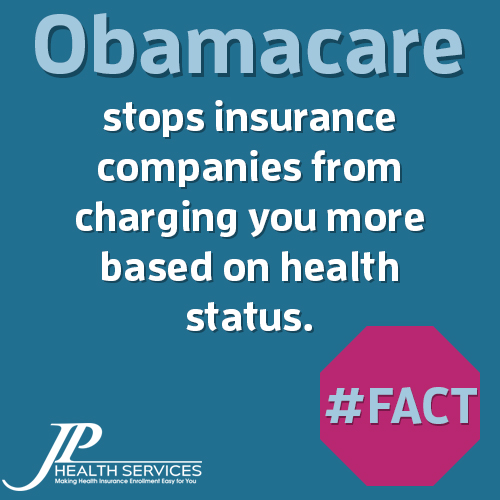 Obamacare
stops insurance
companies from
charging you more
based on health
status.
#FACT
JP
HEALTH SERVICES
Making Health Insurance Enrollment Easy for You